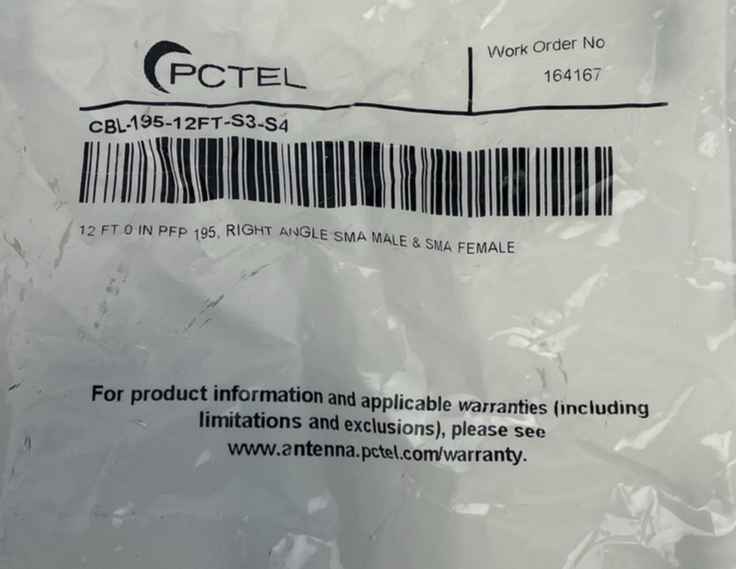 PCTEL
Work Order No
164167
CBL-195-12FT-S3-S4
12 FT 0 IN PFP 195, RIGHT ANGLE SMA MALE & SMA FEMALE
For product information and applicable warranties (including
limitations and exclusions), please see
www.antenna.pctel.com/warranty.